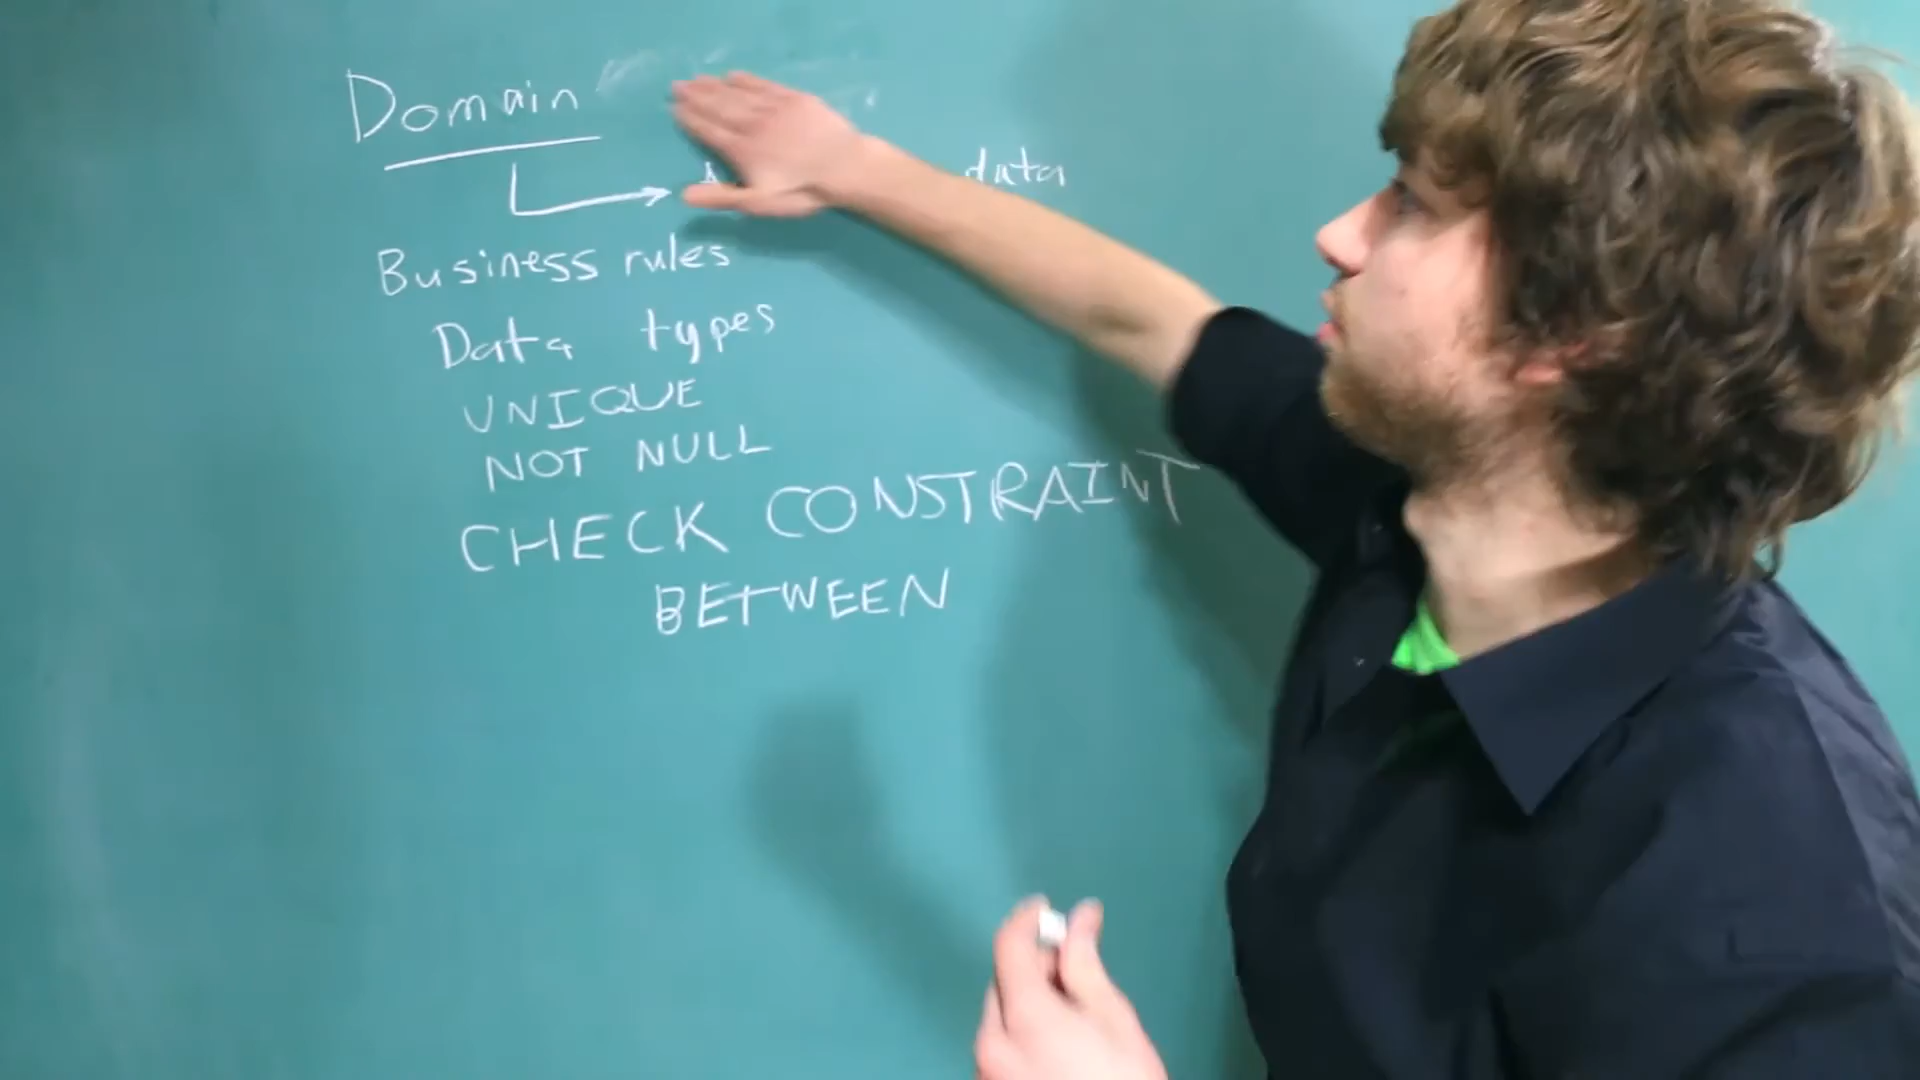 Domain
data
Business rules
Data types
UNIQUE
NOT NULL
CHECK CONSTRAINT
BETWEEN